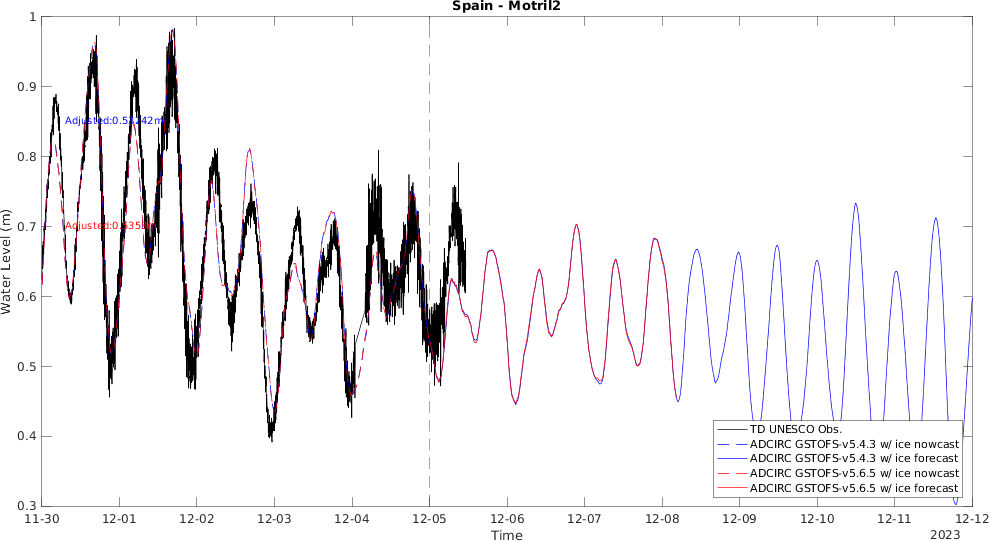 Spain - Motril2
Water Level (m)
1
0.9
0.8
0.7
0.6
0.5
0.4
0.3
TD UNESCO Obs.
ADCIRC GSTOFS-v5.4.3 w/ ice nowcast
ADCIRC GSTOFS-v5.4.3 w/ ice forecast
ADCIRC GSTOFS-v5.6.5 w/ ice nowcast
ADCIRC GSTOFS-v5.6.5 w/ ice forecast
11-30 12-01 12-02 12-03 12-04 12-05 12-06 12-07 12-08 12-09 12-10 12-11 12-12
Time
2023